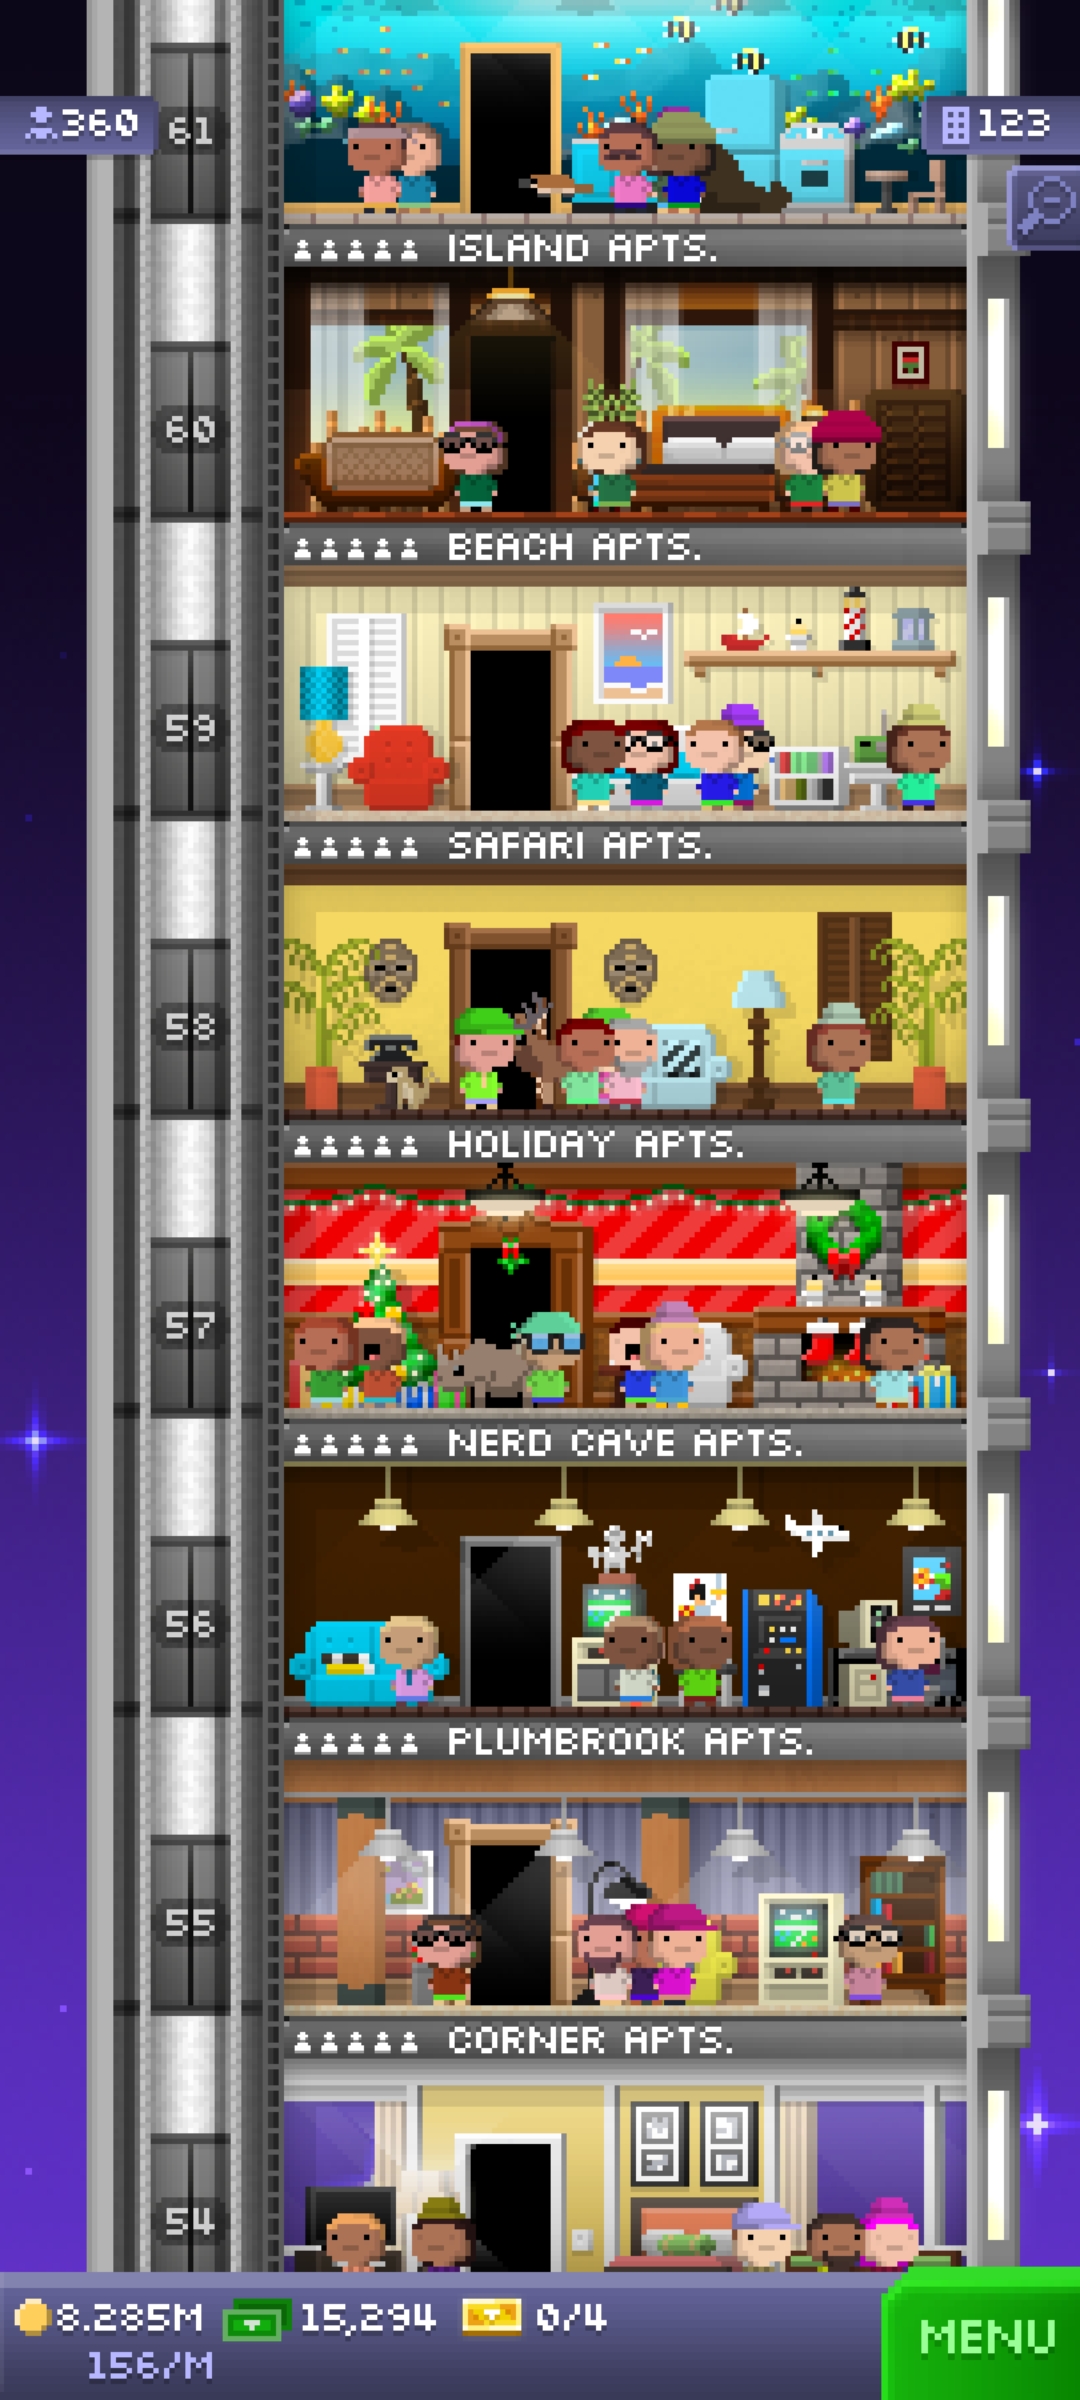 360
61
123
ISLAND APTS.
60
BEACH APTS.
59
SAFARI APTS.
58
HOLIDAY APTS.
57
NERD CAVE APTS.
56
PLUMBROOK APTS.
55
CORNER APTS.
54
8.285M 15,294 0/4
156/M
MENU